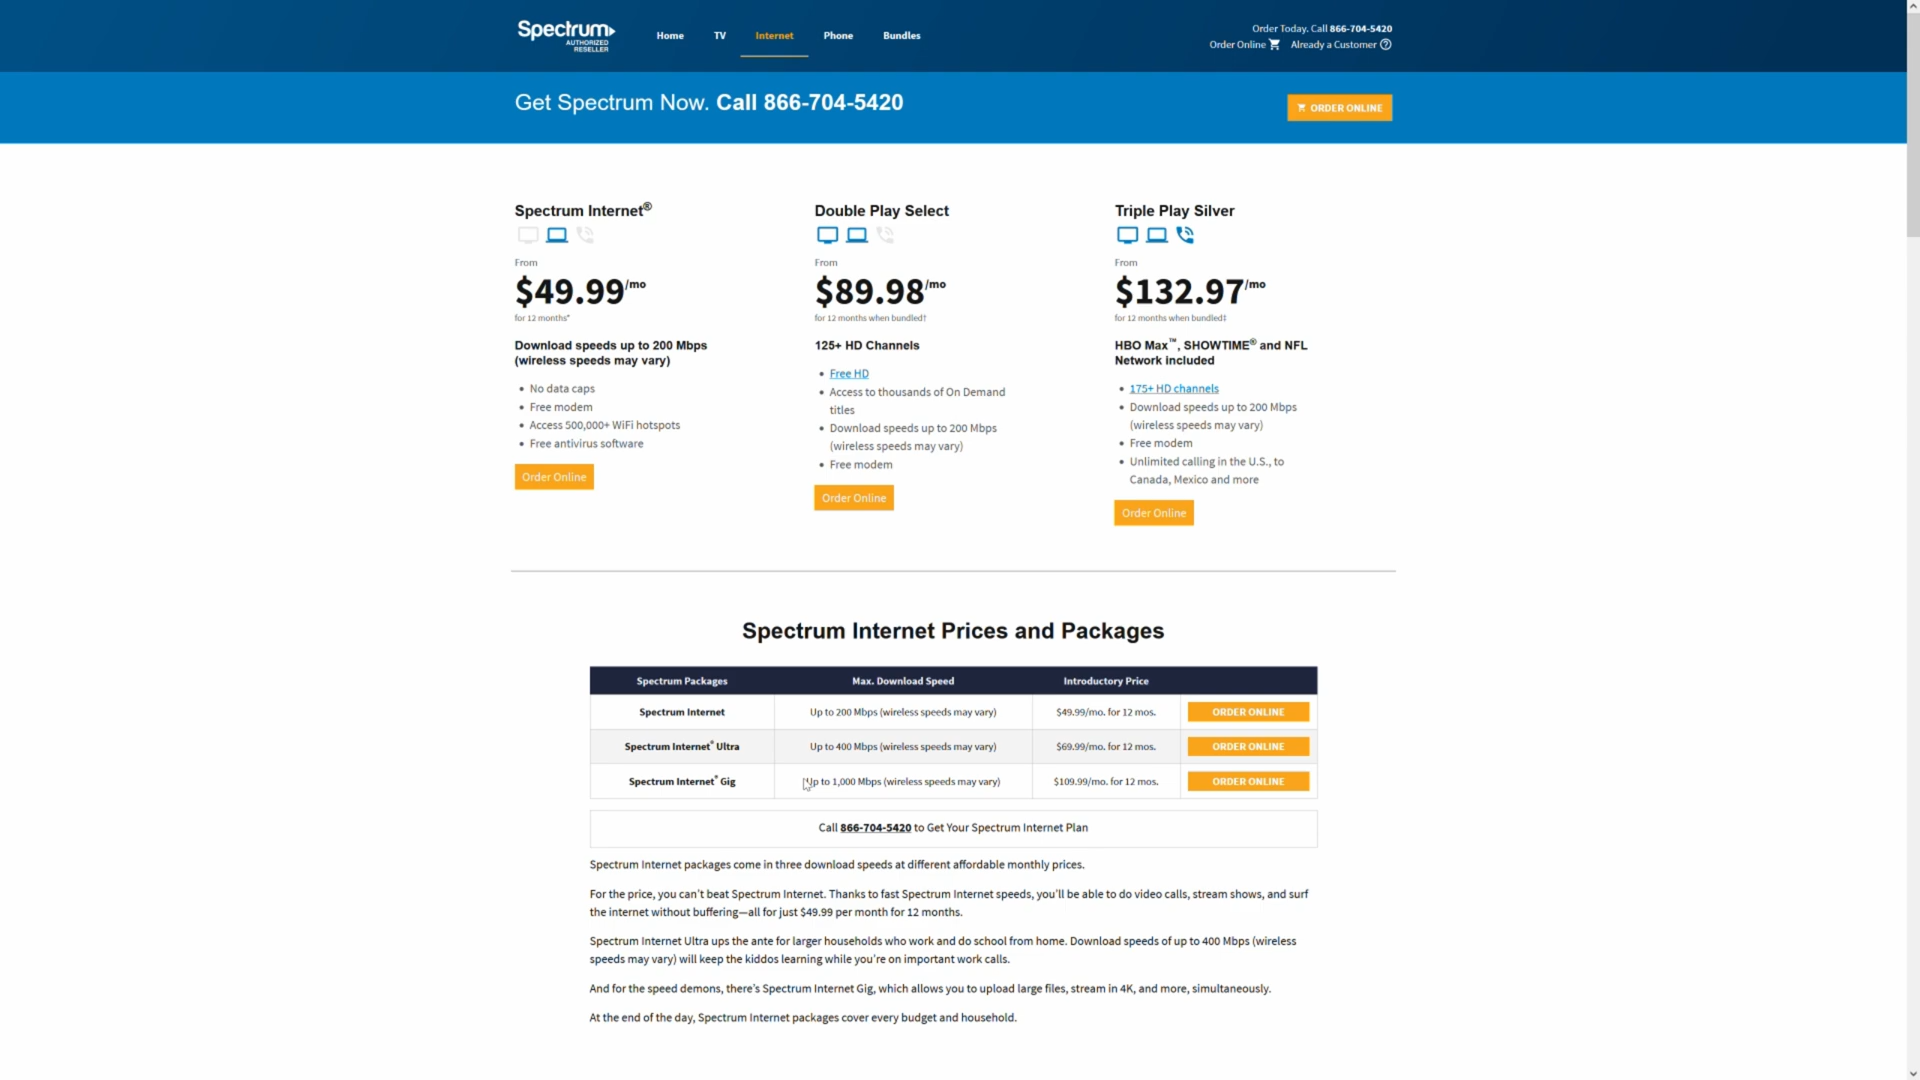 Spectrum
AUTHORIZED
RESELLER
Home TV Internet Phone Bundles
Order Today. Call 866-704-5420
Order Online Already a Customer
Get Spectrum Now. Call 866-704-5420
ORDER ONLINE
Spectrum Internet®
From
$49.99/mo
for 12 months*
Download speeds up to 200 Mbps
(wireless speeds may vary)
• No data caps
• Free modem
• Access 500,000+ WiFi hotspots
• Free antivirus software
Order Online
Double Play Select
From
$89.98/mo
for 12 months when bundled†
125+ HD Channels
• Free HD
• Access to thousands of On Demand
titles
• Download speeds up to 200 Mbps
(wireless speeds may vary)
• Free modem
Order Online
Triple Play Silver
From
$132.97/mo
for 12 months when bundled‡
HBO Max™, SHOWTIME® and NFL
Network included
• 175+ HD channels
• Download speeds up to 200 Mbps
(wireless speeds may vary)
• Free modem
• Unlimited calling in the U.S., to
Canada, Mexico and more
Order Online
Spectrum Internet Prices and Packages
Spectrum Packages Max. Download Speed Introductory Price
Spectrum Internet Up to 200 Mbps (wireless speeds may vary) $49.99/mo. for 12 mos. ORDER ONLINE
Spectrum Internet® Ultra Up to 400 Mbps (wireless speeds may vary) $69.99/mo. for 12 mos. ORDER ONLINE
Spectrum Internet® Gig Up to 1,000 Mbps (wireless speeds may vary) $109.99/mo. for 12 mos. ORDER ONLINE
Call 866-704-5420 to Get Your Spectrum Internet Plan
Spectrum Internet packages come in three download speeds at different affordable monthly prices.
For the price, you can't beat Spectrum Internet. Thanks to fast Spectrum Internet speeds, you'll be able to do video calls, stream shows, and surf
the internet without buffering—all for just $49.99 per month for 12 months.
Spectrum Internet Ultra ups the ante for larger households who work and do school from home. Download speeds of up to 400 Mbps (wireless
speeds may vary) will keep the kiddos learning while you're on important work calls.
And for the speed demons, there's Spectrum Internet Gig, which allows you to upload large files, stream in 4K, and more, simultaneously.
At the end of the day, Spectrum Internet packages cover every budget and household.